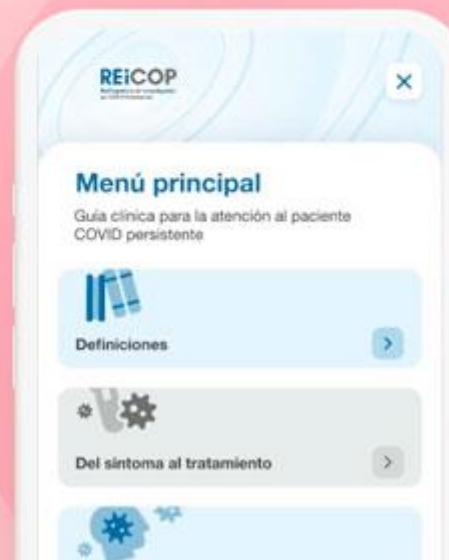 REiCOP
Menú principal
Guía clínica para la atención al paciente
COVID persistente
Definiciones
Del síntoma al tratamiento